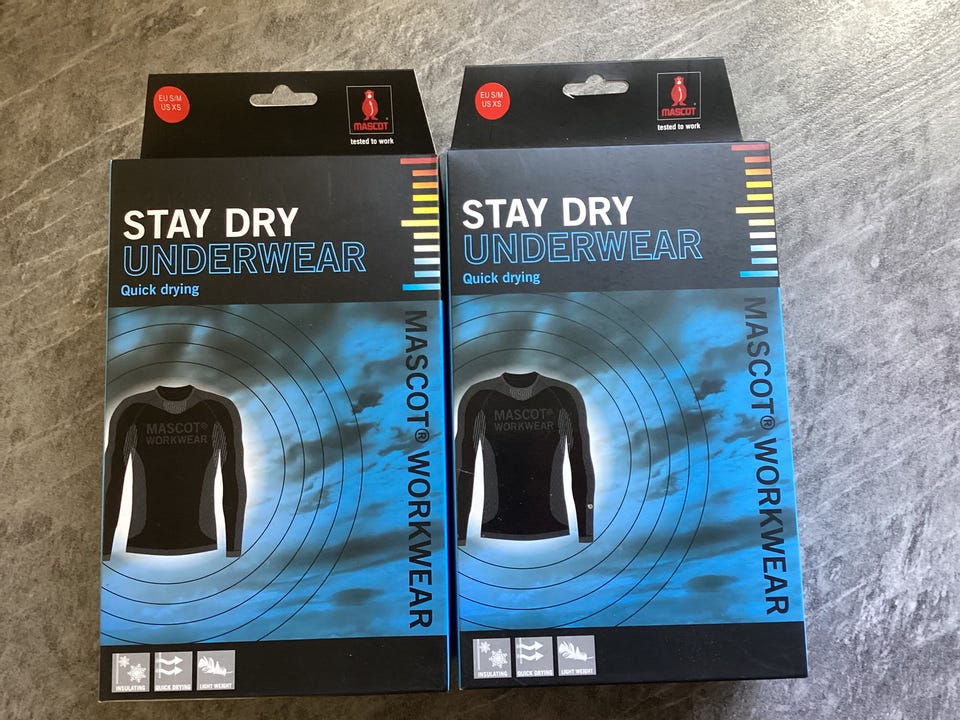 EU S/M
US XS
MASCOT®
tested to work
STAY DRY
UNDERWEAR
Quick drying
MASCOT® WORKWEAR
MASCOT®
WORKWEAR
INSULATING
QUICK DRYING
LIGHT WEIGHT
EU S/M
US XS
MASCOT®
tested to work
STAY DRY
UNDERWEAR
Quick drying
MASCOT® WORKWEAR
MASCOT®
WORKWEAR
INSULATING
QUICK DRYING
LIGHT WEIGHT